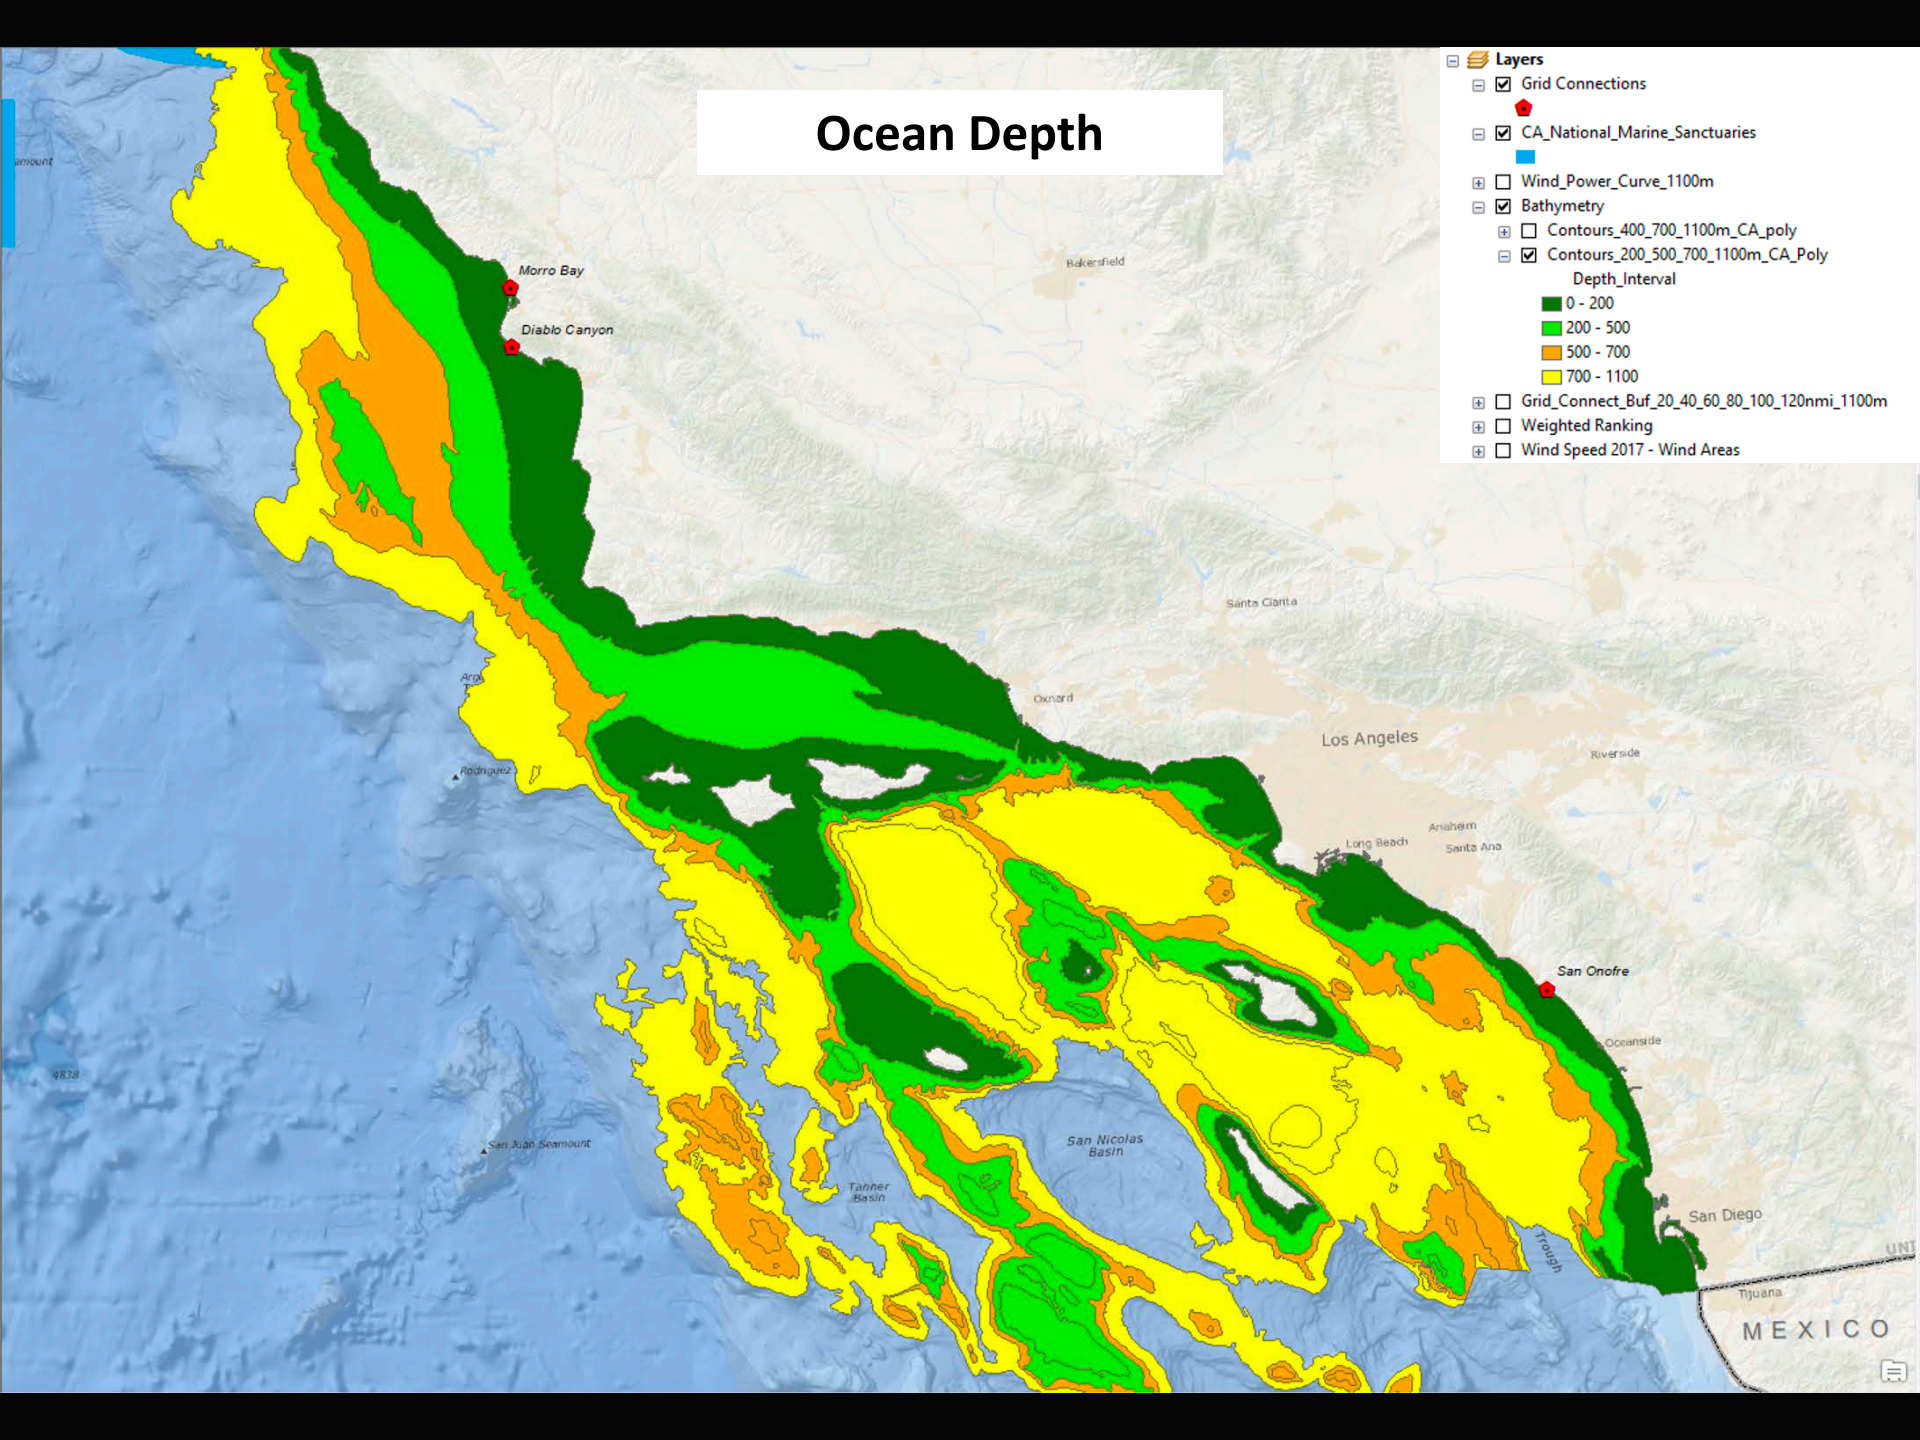 Ocean Depth
Layers
Grid Connections
CA_National_Marine_Sanctuaries
Wind_Power_Curve_1100m
Bathymetry
Contours_400_700_1100m_CA_poly
Contours_200_500_700_1100m_CA_Poly
Depth_Interval
0 - 200
200 - 500
500 - 700
700 - 1100
Grid_Connect_Buf_20_40_60_80_100_120nmi_1100m
Weighted Ranking
Wind Speed 2017 - Wind Areas
amount
Morro Bay
Bakersfield
Diablo Canyon
Santa Clarita
Oxnard
Los Angeles
Riverside
Rodriguez
Anaheim
Long Beach
Santa Ana
San Onofre
Oceanside
4838
San Juan Seamount
San Nicolas
Basin
Tanner
Basin
San Diego
Trough
UNI
Tijuana
MEXICO